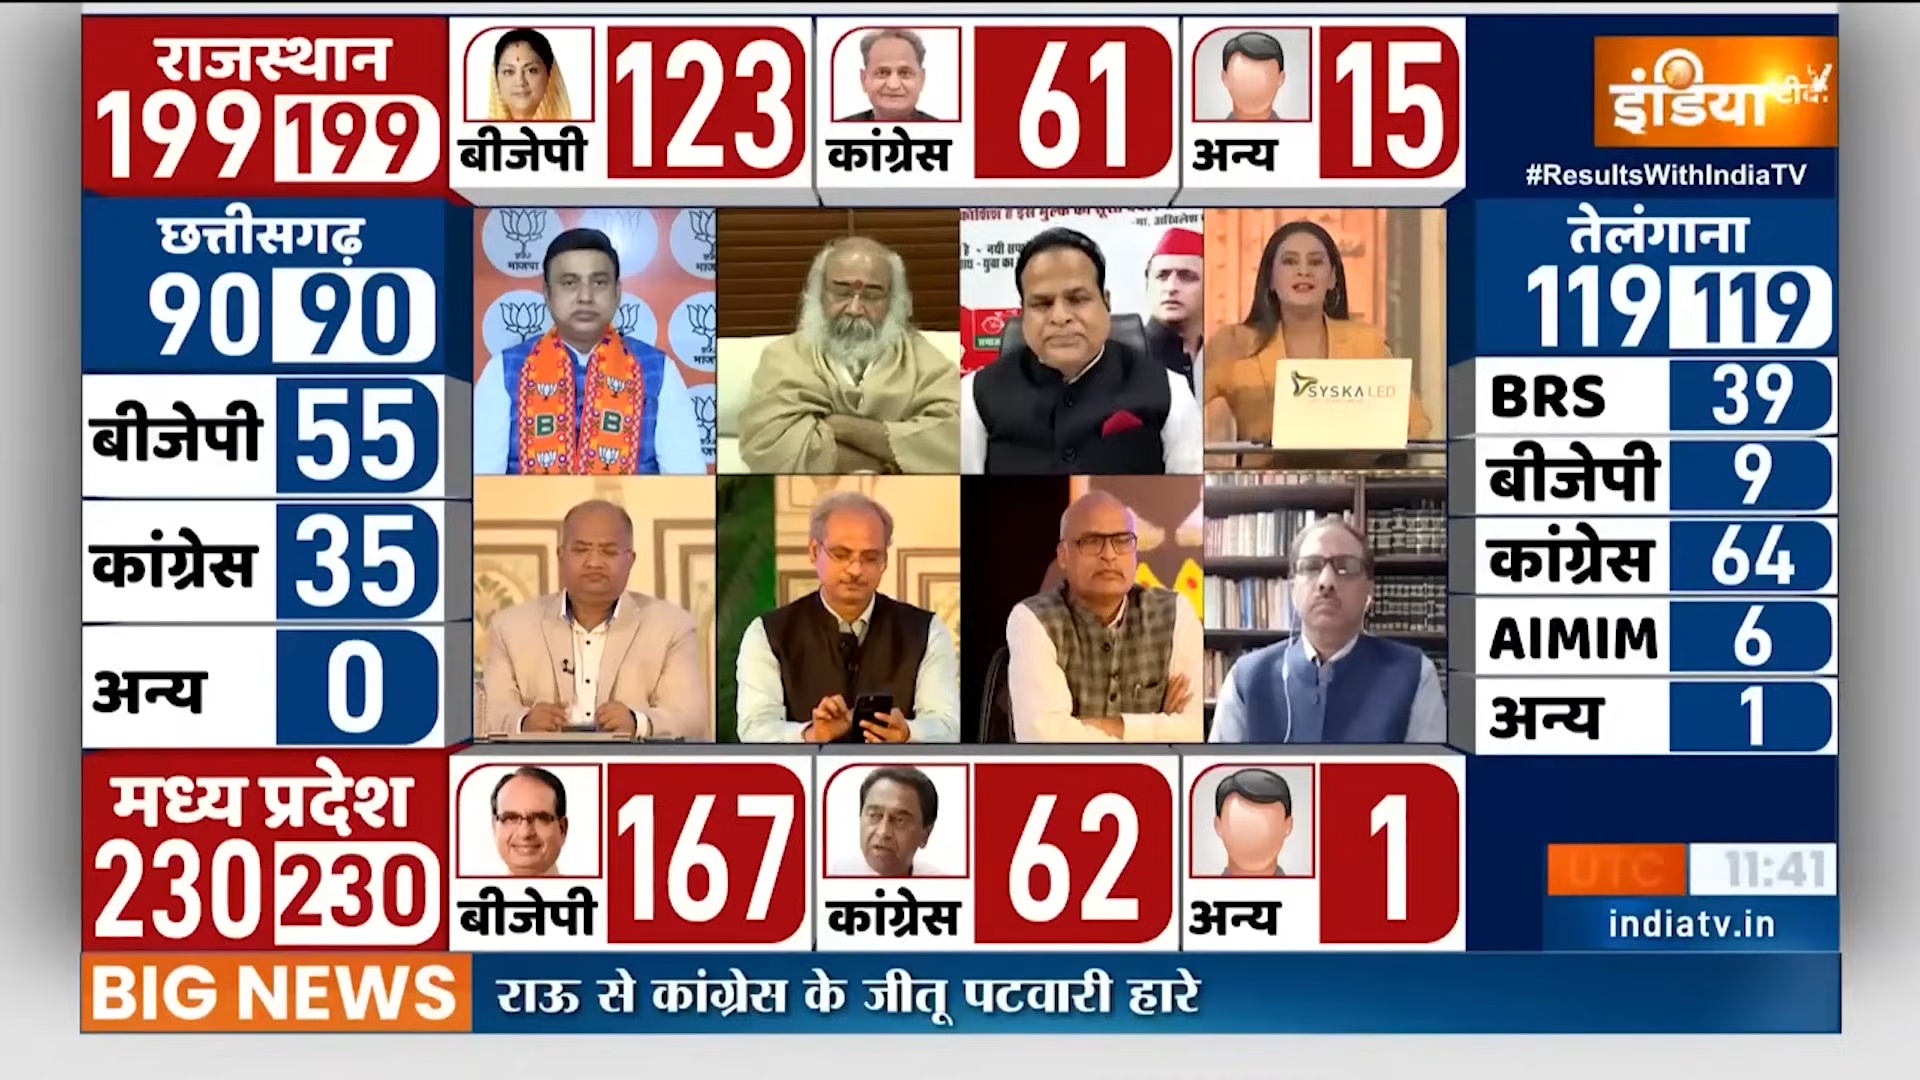 राजस्थान
199 199
बीजेपी 123
कांग्रेस 61
अन्य 15
इंडिया टीवी
#ResultsWithIndiaTV
छत्तीसगढ़
90 90
बीजेपी 55
कांग्रेस 35
अन्य 0
भाजपा
SYSKA LED
B B
तेलंगाना
119 119
BRS 39
बीजेपी 9
कांग्रेस 64
AIMIM 6
अन्य 1
मध्य प्रदेश
230 230
बीजेपी 167
कांग्रेस 62
अन्य 1
UTC 11:41
indiatv.in
BIG NEWS राऊ से कांग्रेस के जीतू पटवारी हारे